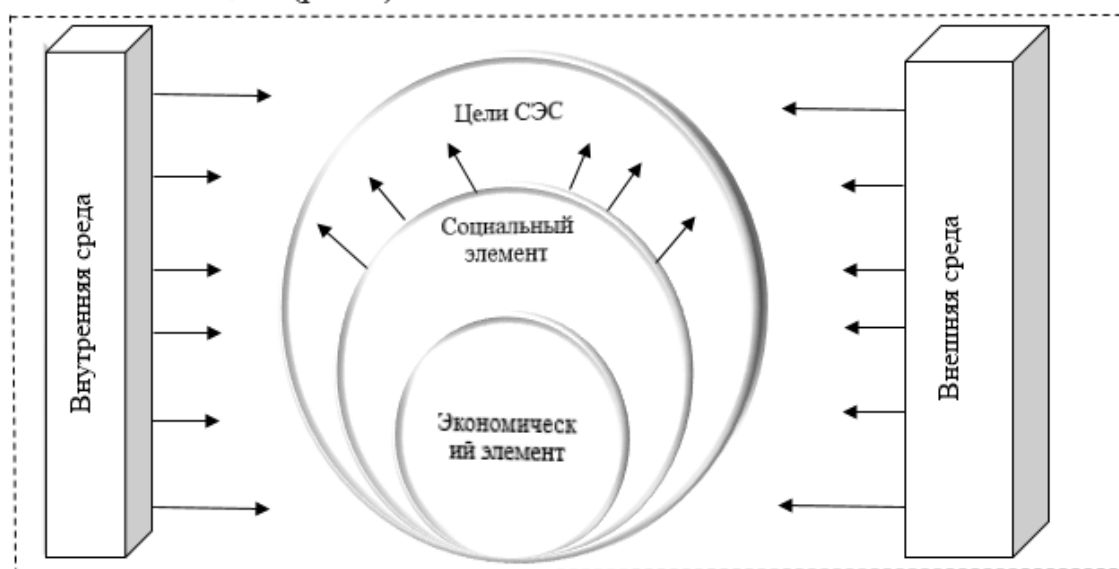 Внутренняя среда
Цели СЭС
Социальный
элемент
Экономическ
ий элемент
Внешняя среда